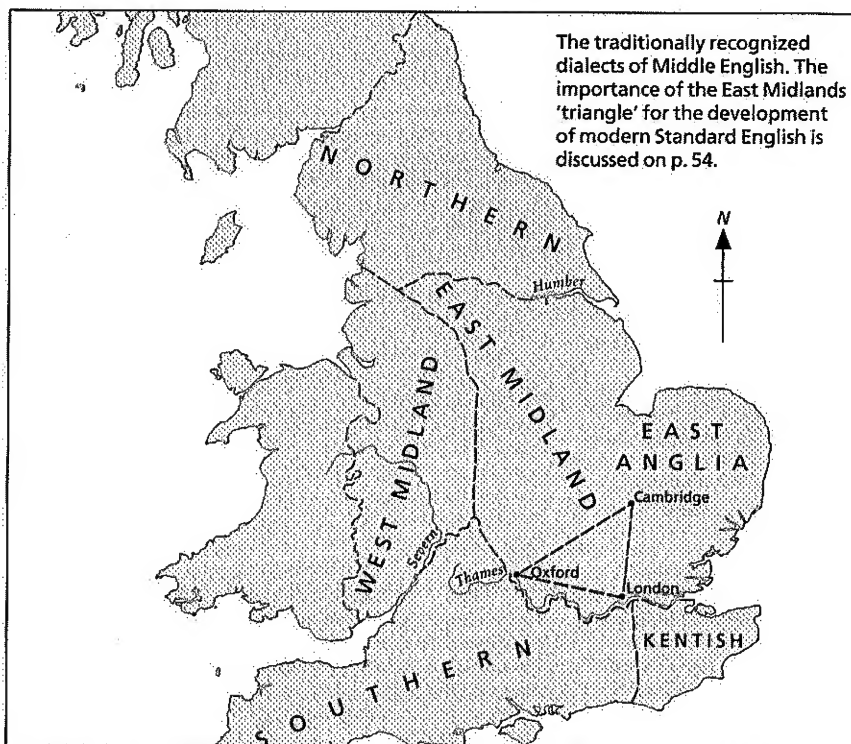 The traditionally recognized
dialects of Middle English. The
importance of the East Midlands
'triangle' for the development
of modern Standard English is
discussed on p. 54.
N
NORTHERN
Humber
EAST MIDLAND
WEST MIDLAND
EAST
ANGLIA
Cambridge
Severn
Thames
Oxford
London
KENTISH
SOUTHERN